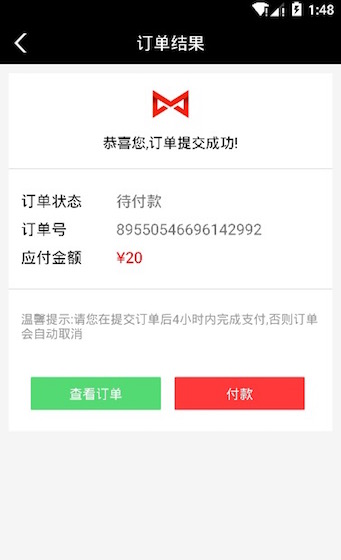 1:48
订单结果
恭喜您,订单提交成功!
订单状态 待付款
订单号 89550546696142992
应付金额 ¥20
温馨提示:请您在提交订单后4小时内完成支付,否则订单
会自动取消
查看订单 付款